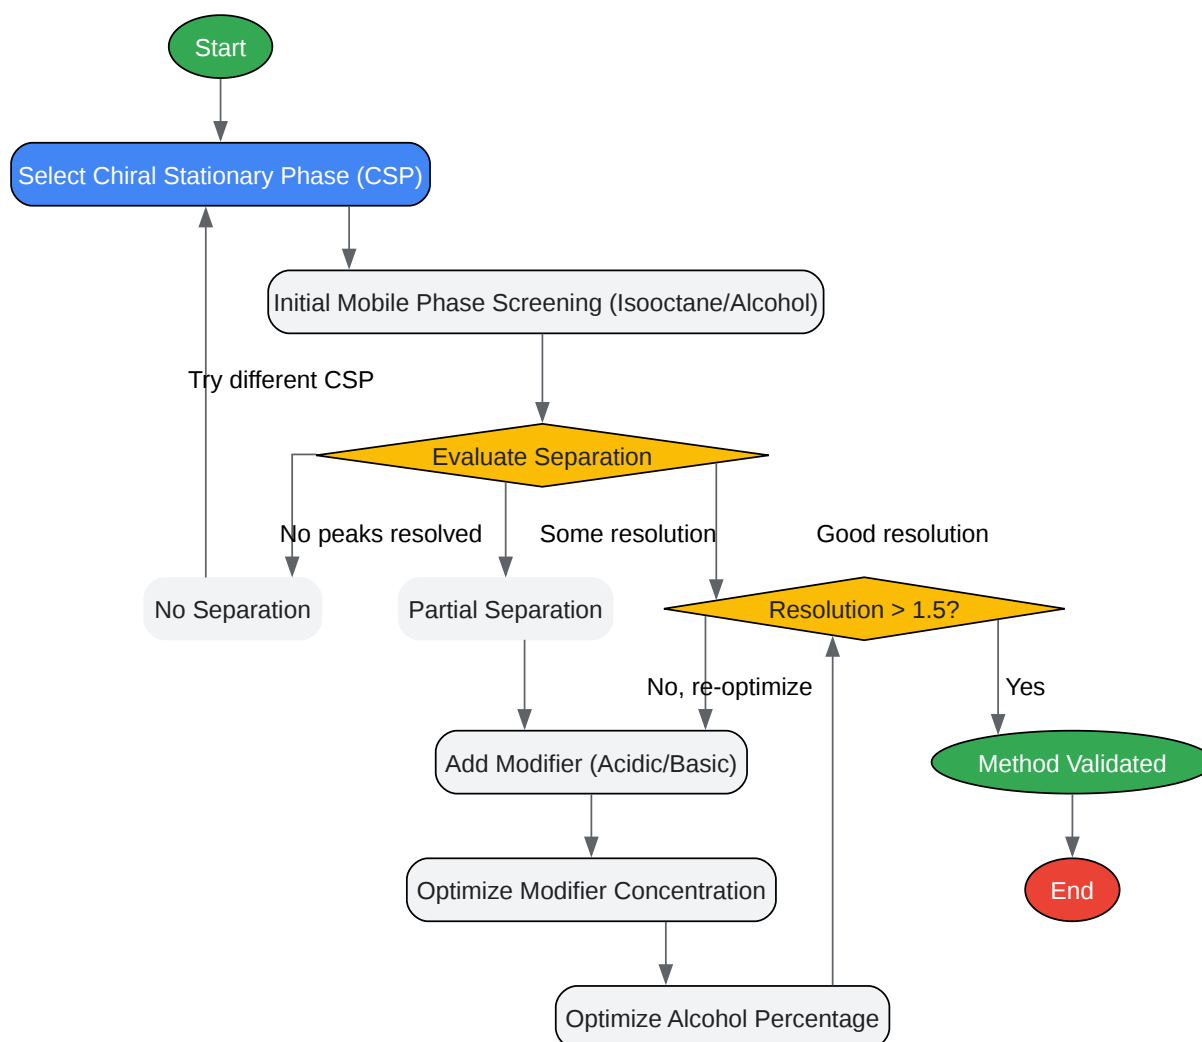 Start
Select Chiral Stationary Phase (CSP)
Initial Mobile Phase Screening (Isooctane/Alcohol)
Try different CSP
Evaluate Separation
No peaks resolved
Some resolution
Good resolution
No Separation
Partial Separation
Resolution > 1.5?
No, re-optimize
Yes
Add Modifier (Acidic/Basic)
Method Validated
Optimize Modifier Concentration
End
Optimize Alcohol Percentage